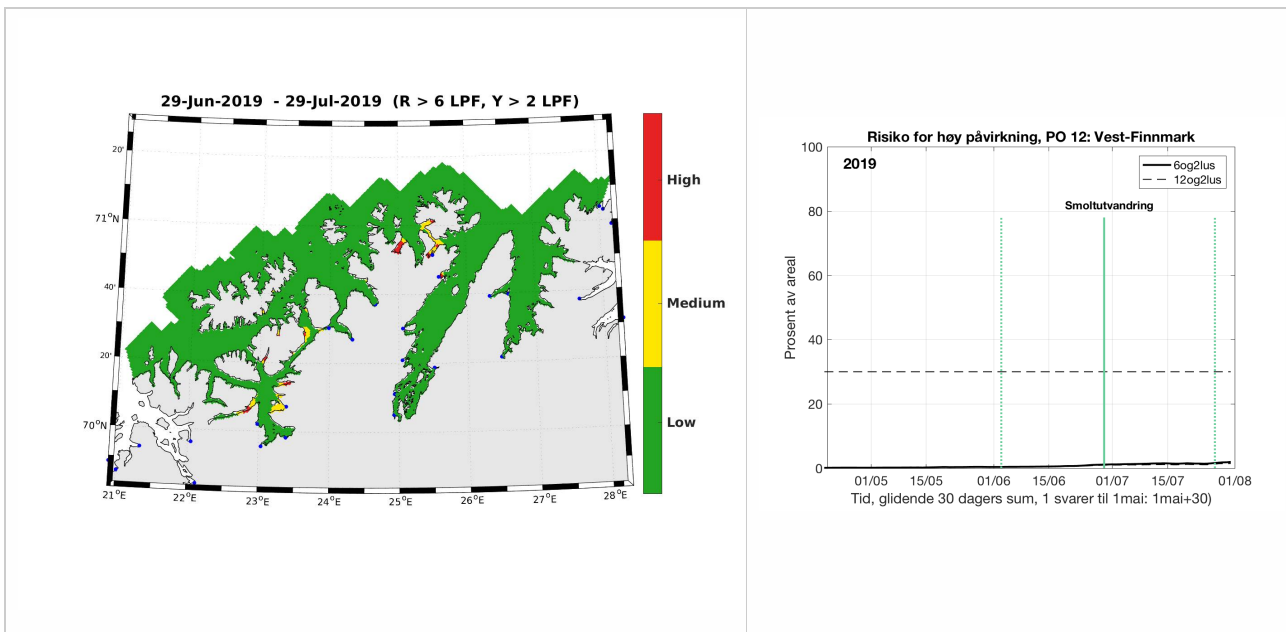 29-Jun-2019 - 29-Jul-2019 (R > 6 LPF, Y > 2 LPF)
20'
71°N
40'
20'
70°N
21°E
22°E
23°E
24°E
25°E
26°E
27°E
28°E
High
Medium
Low
Risiko for høy påvirkning, PO 12: Vest-Finnmark
2019
6og2lus
12og2lus
Smoltutvandring
Prosent av areal
100
80
60
40
20
0
01/05
15/05
01/06
15/06
01/07
15/07
01/08
Tid, glidende 30 dagers sum, 1 svarer til 1mai: 1mai+30)